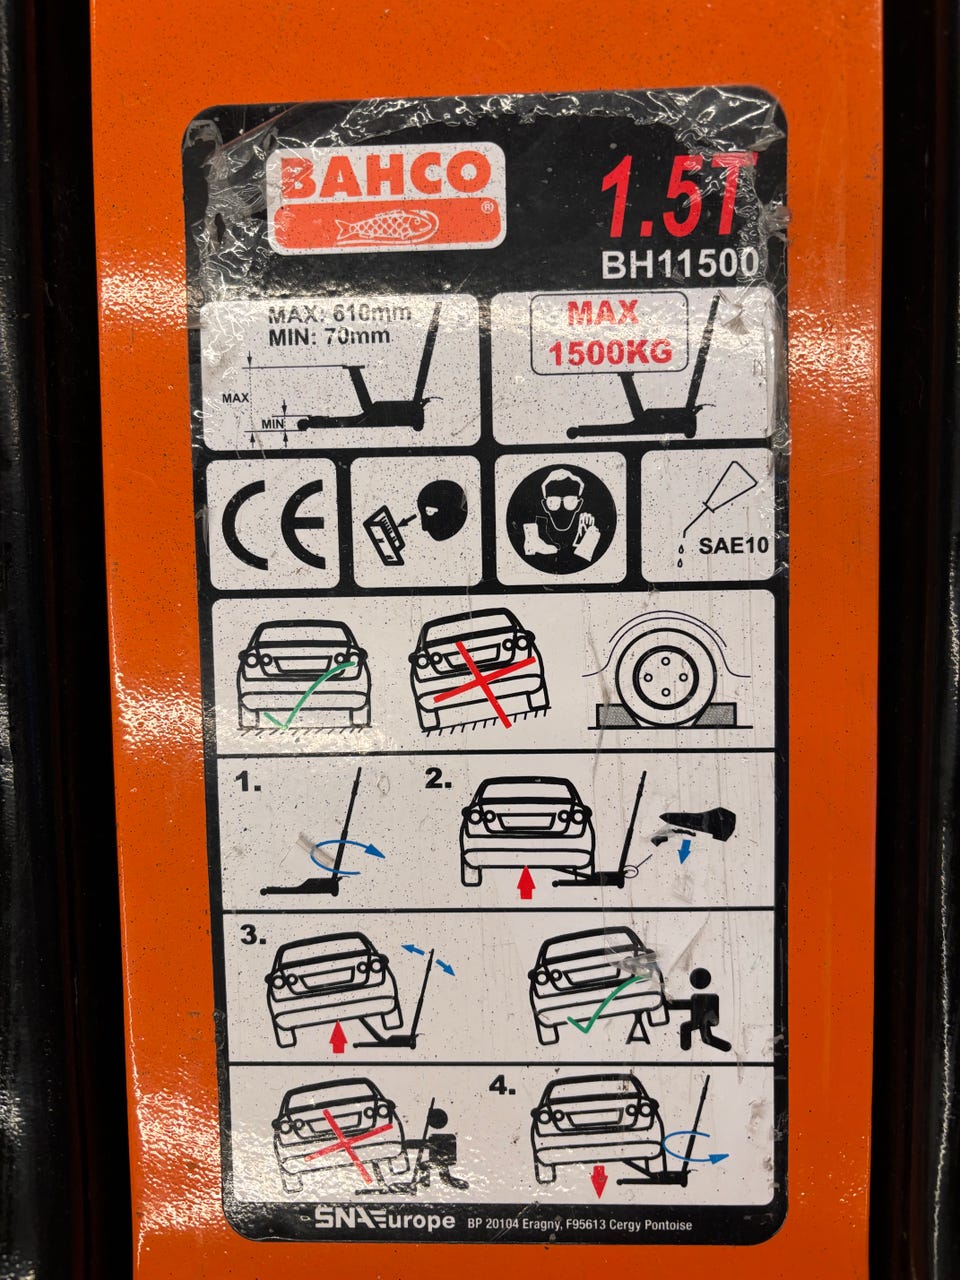 BAHCO
®
1.5T
BH11500
MAX: 610mm
MIN: 70mm
MAX
MIN
MAX
1500KG
CE
SAE10
1.
2.
3.
4.
SNAEurope BP 20104 Eragny, F95613 Cergy Pontoise